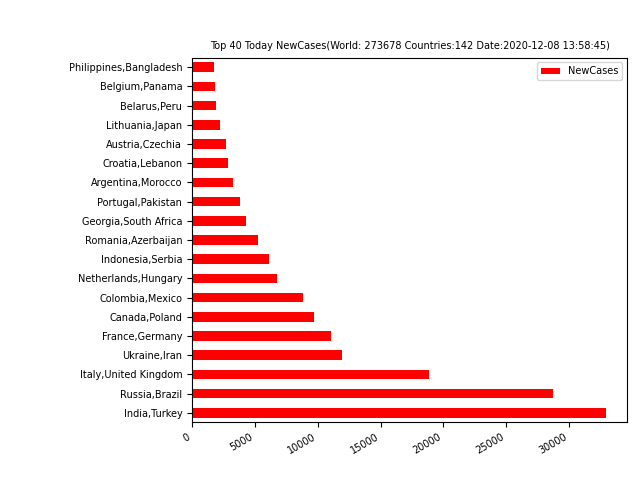 Top 40 Today NewCases(World: 273678 Countries:142 Date:2020-12-08 13:58:45)
NewCases
Philippines,Bangladesh
Belgium,Panama
Belarus,Peru
Lithuania,Japan
Austria,Czechia
Croatia,Lebanon
Argentina,Morocco
Portugal,Pakistan
Georgia,South Africa
Romania,Azerbaijan
Indonesia,Serbia
Netherlands,Hungary
Colombia,Mexico
Canada,Poland
France,Germany
Ukraine,Iran
Italy,United Kingdom
Russia,Brazil
India,Turkey
0 5000 10000 15000 20000 25000 30000